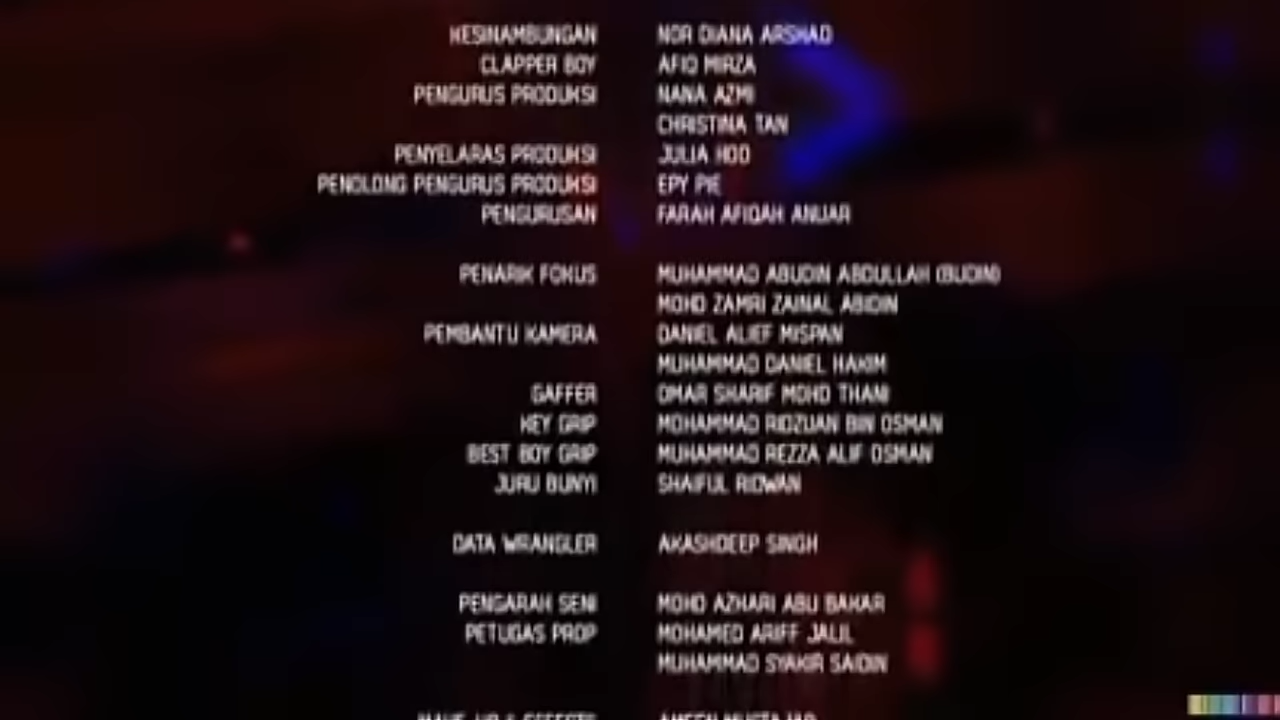 KESINAMBUNGAN NOR DIANA ARSHAD
CLAPPER BOY AFIQ MIRZA
PENGURUS PRODUKSI NANA AZMI
CHRISTINA TAN
PENYELARAS PRODUKSI JULIA HOO
PENOLONG PENGURUS PRODUKSI EPY PIE
PENGURUSAN FARAH AFIQAH ANUAR
PENARIK FOKUS MUHAMMAD ABUDIN ABDULLAH (BUDIN)
MOHD ZAMRI ZAINAL ABIDIN
PEMBANTU KAMERA DANIEL ALIEF MISPAN
MUHAMMAD DANIEL HAKIM
GAFFER OMAR SHARIF MOHD THANI
KEY GRIP MOHAMMAD RIDZUAN BIN OSMAN
BEST BOY GRIP MUHAMMAD REZZA ALIF OSMAN
JURU BUNYI SHAIFUL RIDWAN
DATA WRANGLER AKASHDEEP SINGH
PENGARAH SENI MOHD AZHARI ABU BAKAR
PETUGAS PROP MOHAMED ARIFF JALIL
MUHAMMAD SYAKIR SAIDIN